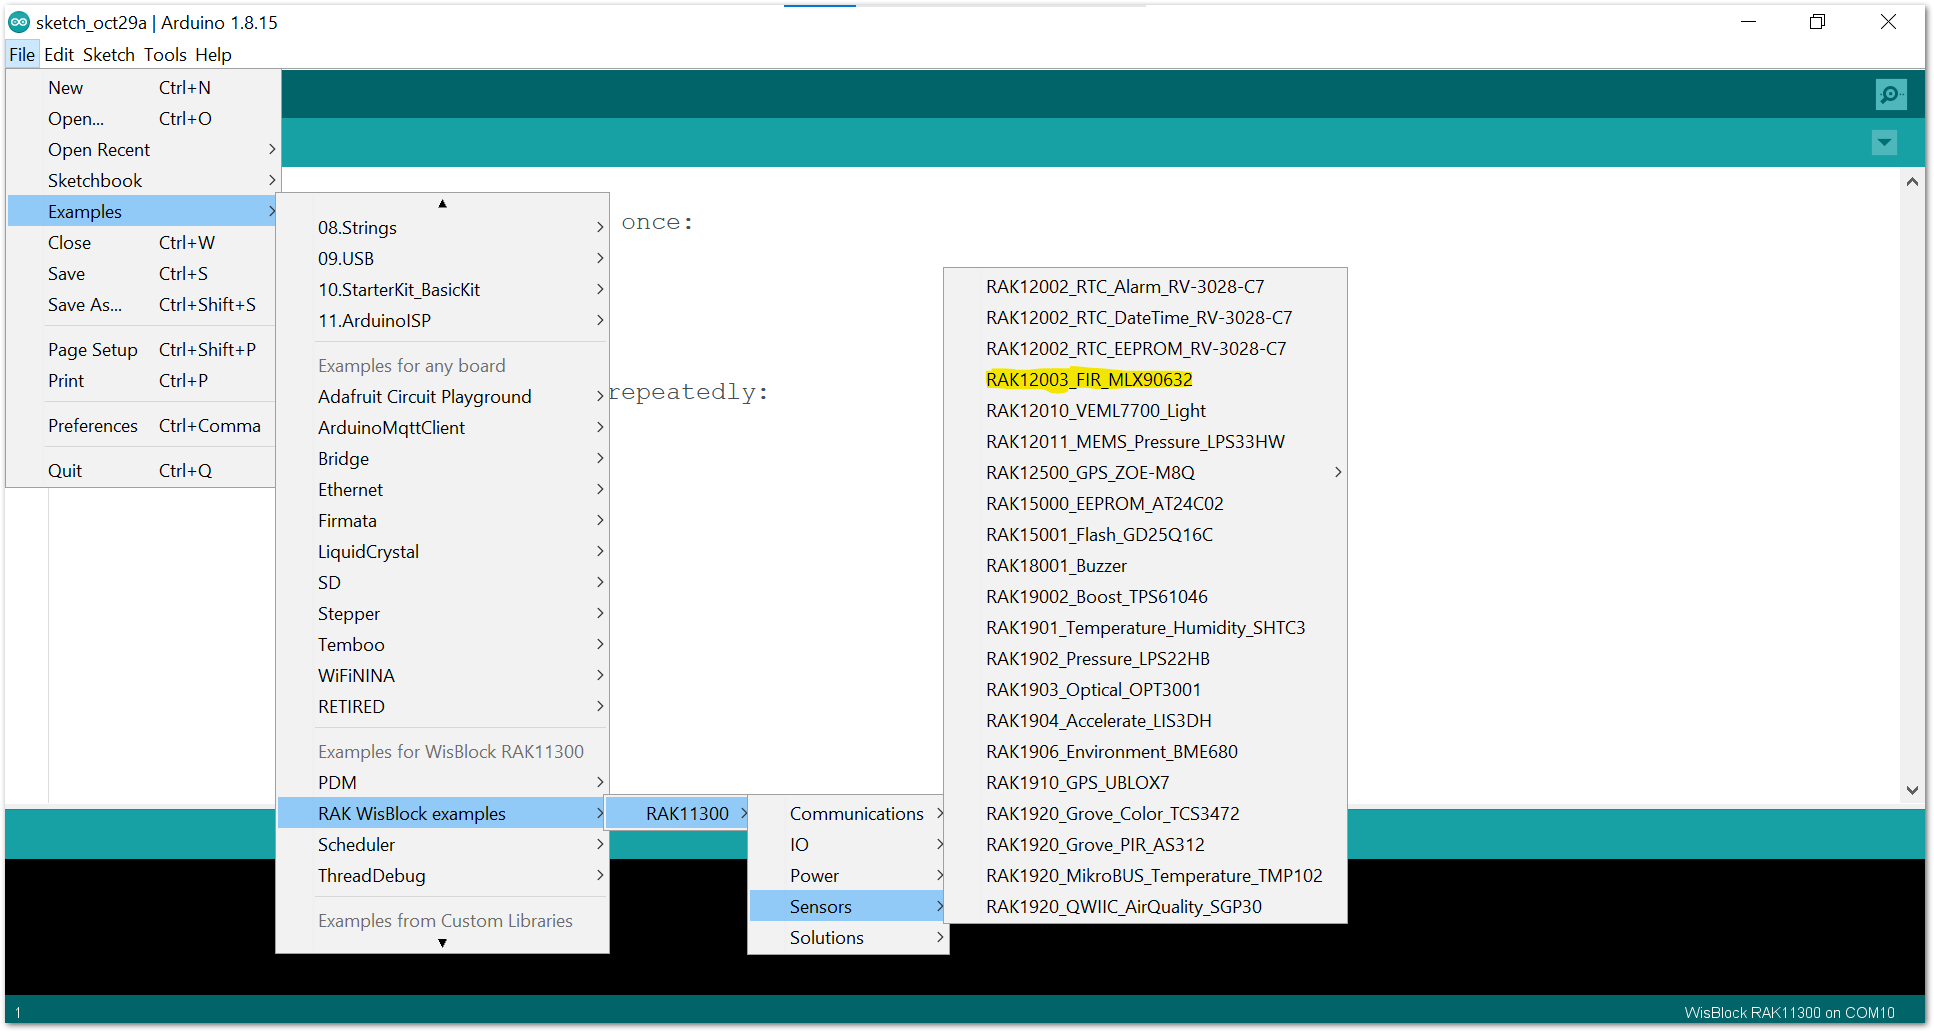 sketch_oct29a | Arduino 1.8.15
File Edit Sketch Tools Help
New Ctrl+N
Open... Ctrl+O
Open Recent
Sketchbook
Examples
Close Ctrl+W
Save Ctrl+S
Save As... Ctrl+Shift+S
Page Setup Ctrl+Shift+P
Print Ctrl+P
Preferences Ctrl+Comma
Quit Ctrl+Q
08.Strings
09.USB
10.StarterKit_BasicKit
11.ArduinoISP
Examples for any board
Adafruit Circuit Playground
ArduinoMqttClient
Bridge
Ethernet
Firmata
LiquidCrystal
SD
Stepper
Temboo
WiFiNINA
RETIRED
Examples for WisBlock RAK11300
PDM
RAK WisBlock examples
Scheduler
ThreadDebug
Examples from Custom Libraries
once:
repeatedly:
RAK11300
Communications
IO
Power
Sensors
Solutions
RAK12002_RTC_Alarm_RV-3028-C7
RAK12002_RTC_DateTime_RV-3028-C7
RAK12002_RTC_EEPROM_RV-3028-C7
RAK12003_FIR_MLX90632
RAK12010_VEML7700_Light
RAK12011_MEMS_Pressure_LPS33HW
RAK12500_GPS_ZOE-M8Q
RAK15000_EEPROM_AT24C02
RAK15001_Flash_GD25Q16C
RAK18001_Buzzer
RAK19002_Boost_TPS61046
RAK1901_Temperature_Humidity_SHTC3
RAK1902_Pressure_LPS22HB
RAK1903_Optical_OPT3001
RAK1904_Accelerate_LIS3DH
RAK1906_Environment_BME680
RAK1910_GPS_UBLOX7
RAK1920_Grove_Color_TCS3472
RAK1920_Grove_PIR_AS312
RAK1920_MikroBUS_Temperature_TMP102
RAK1920_QWIIC_AirQuality_SGP30
1
WisBlock RAK11300 on COM10